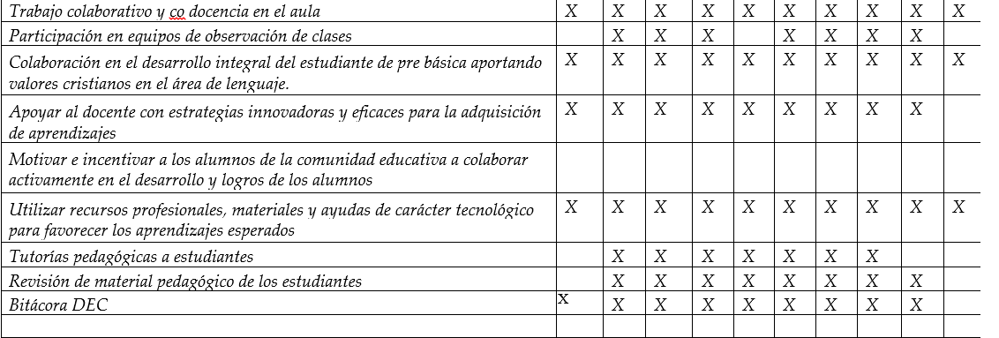 Trabajo colaborativo y co docencia en el aula X X X X X X X X X X
Participación en equipos de observación de clases X X X X X X X
Colaboración en el desarrollo integral del estudiante de pre básica aportando X X X X X X X X X X
valores cristianos en el área de lenguaje.
Apoyar al docente con estrategias innovadoras y eficaces para la adquisición X X X X X X X X X
de aprendizajes
Motivar e incentivar a los alumnos de la comunidad educativa a colaborar
activamente en el desarrollo y logros de los alumnos
Utilizar recursos profesionales, materiales y ayudas de carácter tecnológico X X X X X X X X X X
para favorecer los aprendizajes esperados
Tutorías pedagógicas a estudiantes X X X X X X X
Revisión de material pedagógico de los estudiantes X X X X X X X X
Bitácora DEC x X X X X X X X X